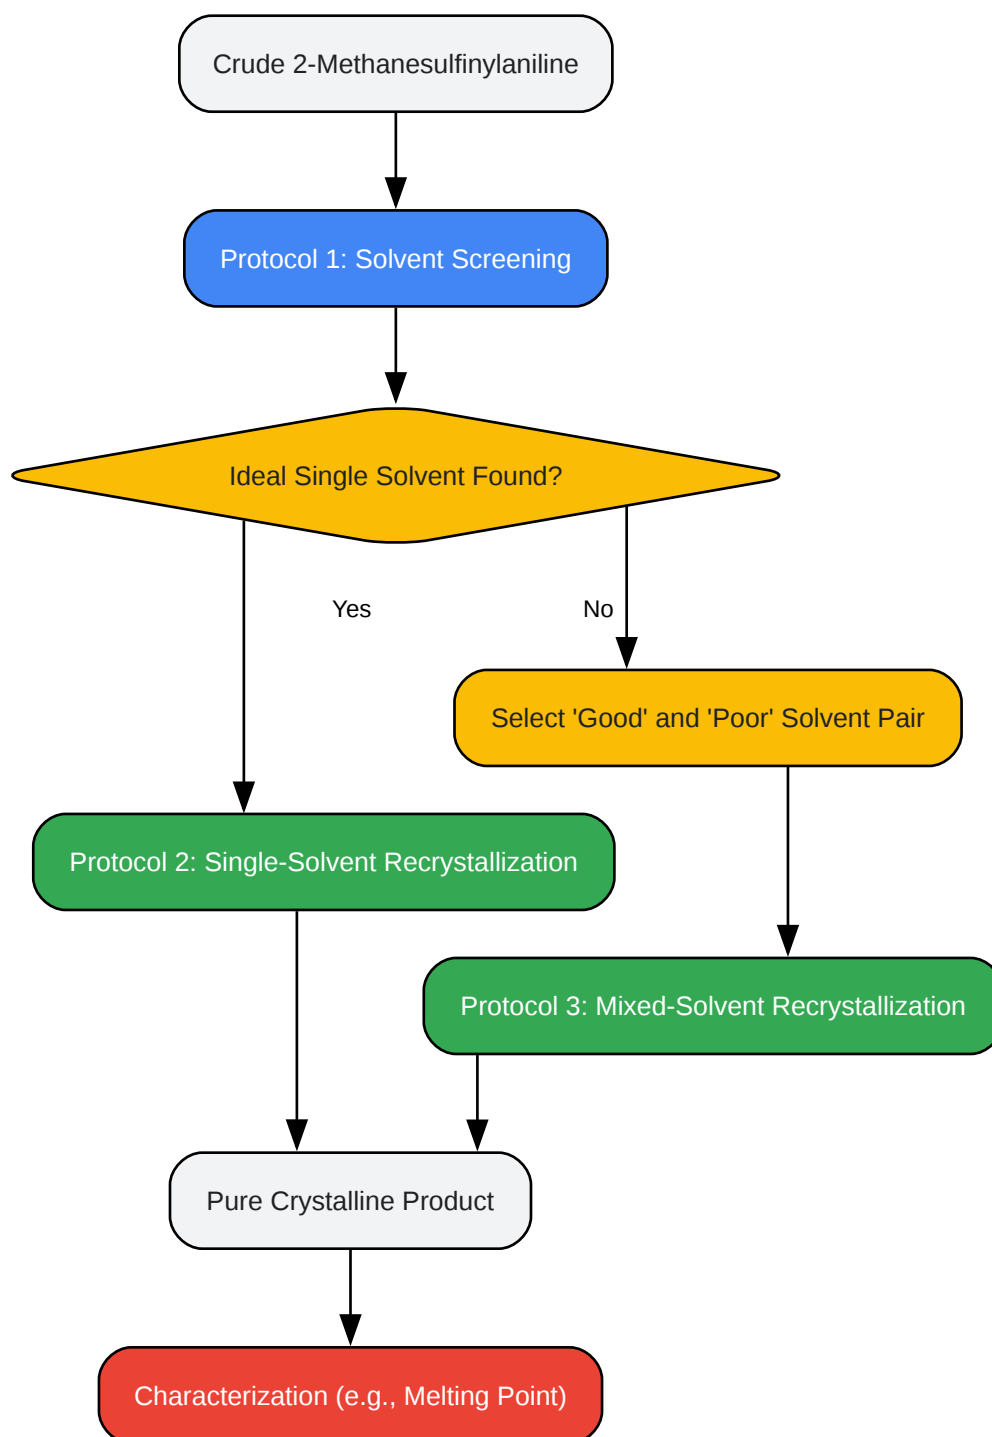 Crude 2-Methanesulfinylaniline
Protocol 1: Solvent Screening
Ideal Single Solvent Found?
Yes
No
Select 'Good' and 'Poor' Solvent Pair
Protocol 2: Single-Solvent Recrystallization
Protocol 3: Mixed-Solvent Recrystallization
Pure Crystalline Product
Characterization (e.g., Melting Point)